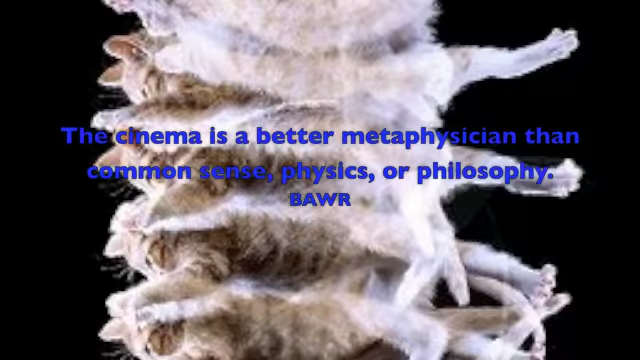 The cinema is a better metaphysician than
common sense, physics, or philosophy.
BAWR